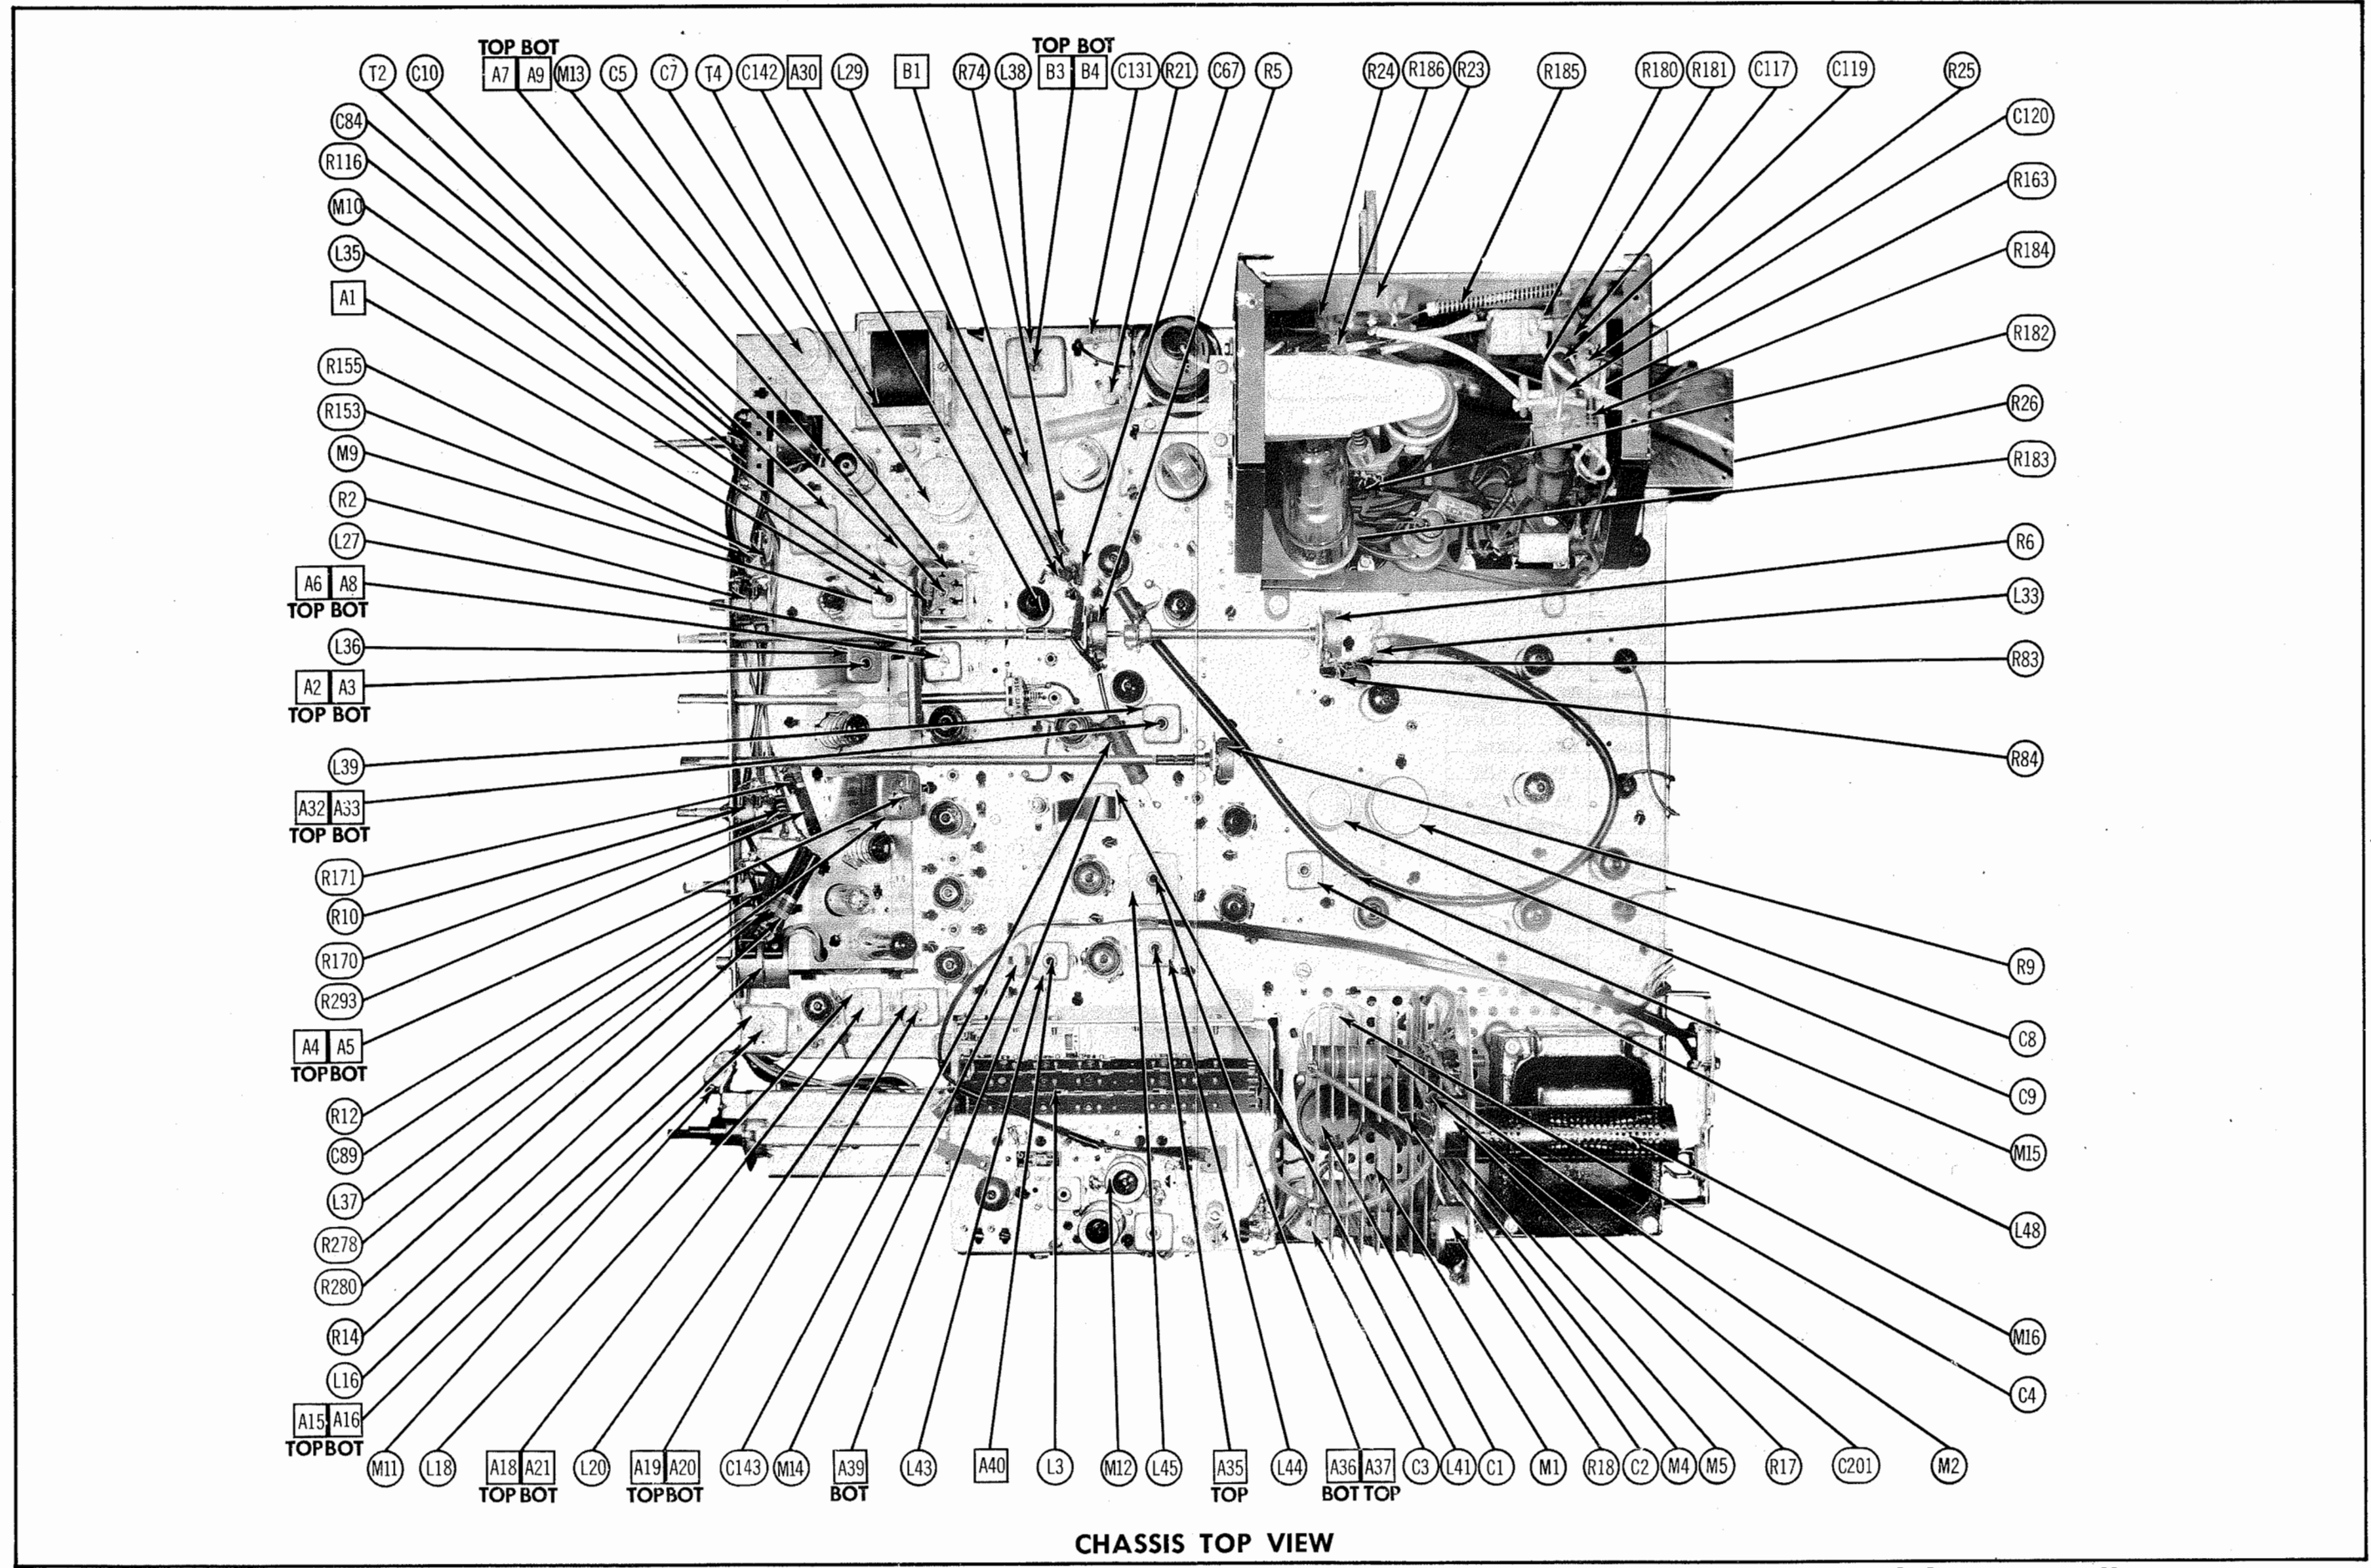 TOP BOT TOP BOT
T2 C10 A7 A9 M13 C5 C7 T4 C142 A30 L29 B1 R74 L38 B3 B4 C131 R21 C67 R5 R24 R186 R23 R185 R180 R181 C117 C119 R25
C84
R116
M10
L35
A1
R155
R153
M9
R2
L27
A6 A8
TOP BOT
L36
A2 A3
TOP BOT
L39
A32 A33
TOP BOT
R171
R10
R170
R293
A4 A5
TOP BOT
R12
C89
L37
R278
R280
R14
L16
A15 A16
TOP BOT
C120
R163
R184
R182
R26
R183
R6
L33
R83
R84
R9
C8
C9
M15
L48
M16
C4
M11 L18 A18 A21 L20 A19 A20 C143 M14 A39 L43 A40 L3 M12 L45 A35 L44 A36 A37 C3 L41 C1 M1 R18 C2 M4 M5 R17 C201 M2
TOP BOT TOP BOT BOT TOP BOT TOP
CHASSIS TOP VIEW